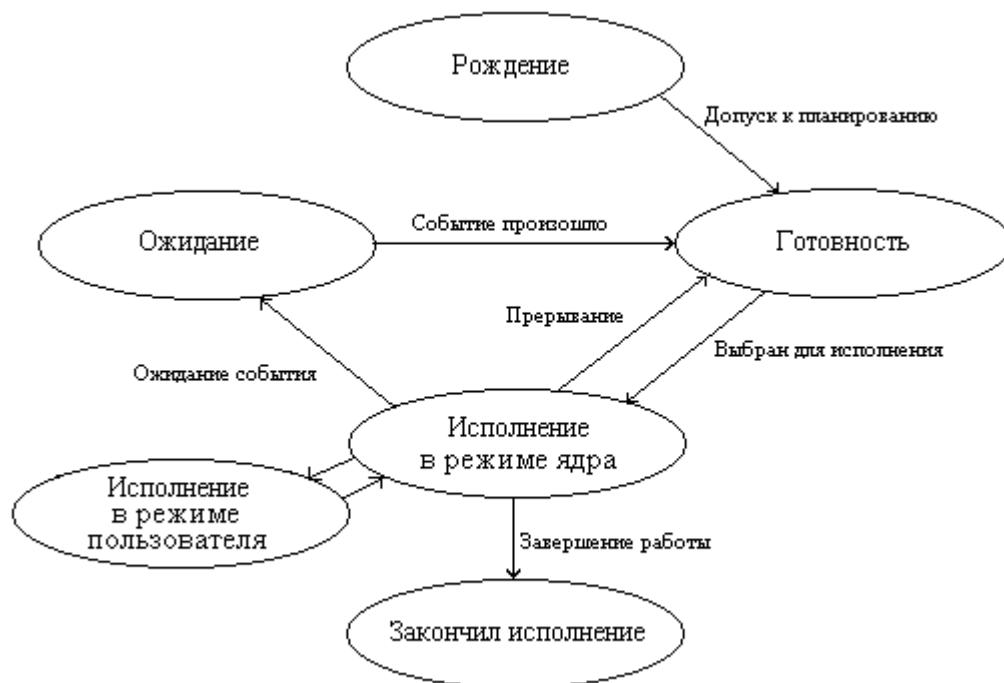 Рождение
Допуск к планированию
Ожидание
Событие произошло
Готовность
Прерывание
Выбран для исполнения
Ожидание события
Исполнение
в режиме ядра
Исполнение
в режиме
пользователя
Завершение работы
Закончил исполнение